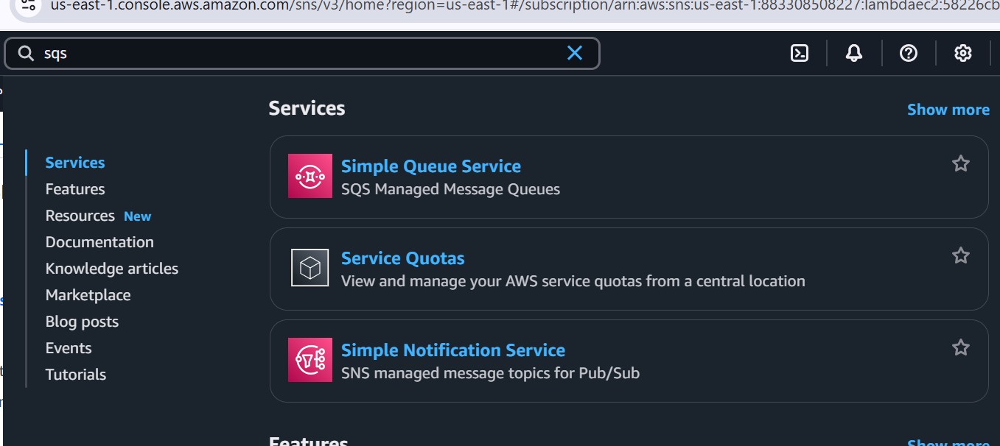 us-east-1.console.aws.amazon.com/sns/v3/home?region=us-east-1#/subscription/arn:aws:sns:us-east-1:883308508227:lambdaec2:58226cb
sqs
Services
Show more
Services
Features
Resources New
Documentation
Knowledge articles
Marketplace
Blog posts
Events
Tutorials
Simple Queue Service
SQS Managed Message Queues
Service Quotas
View and manage your AWS service quotas from a central location
Simple Notification Service
SNS managed message topics for Pub/Sub
Features
Show more